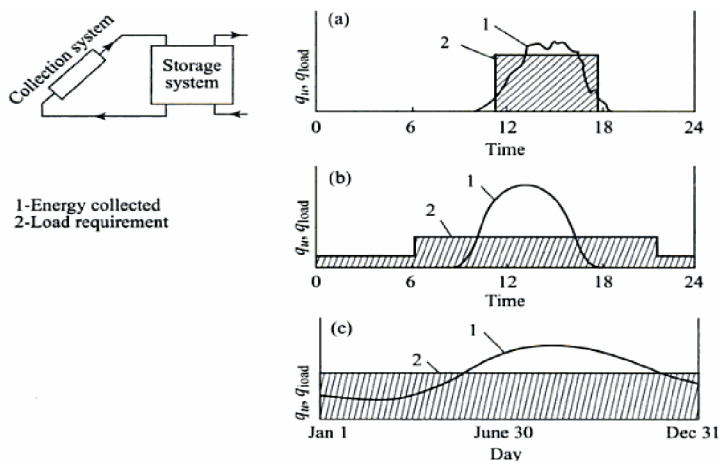 Collection system
Storage
system
1-Energy collected
2-Load requirement
(a)
1
2
qu, qload
0 6 12 18 24
Time
(b)
1
2
qu, qload
0 6 12 18 24
Time
(c)
1
2
qu, qload
Jan 1 June 30 Dec 31
Day